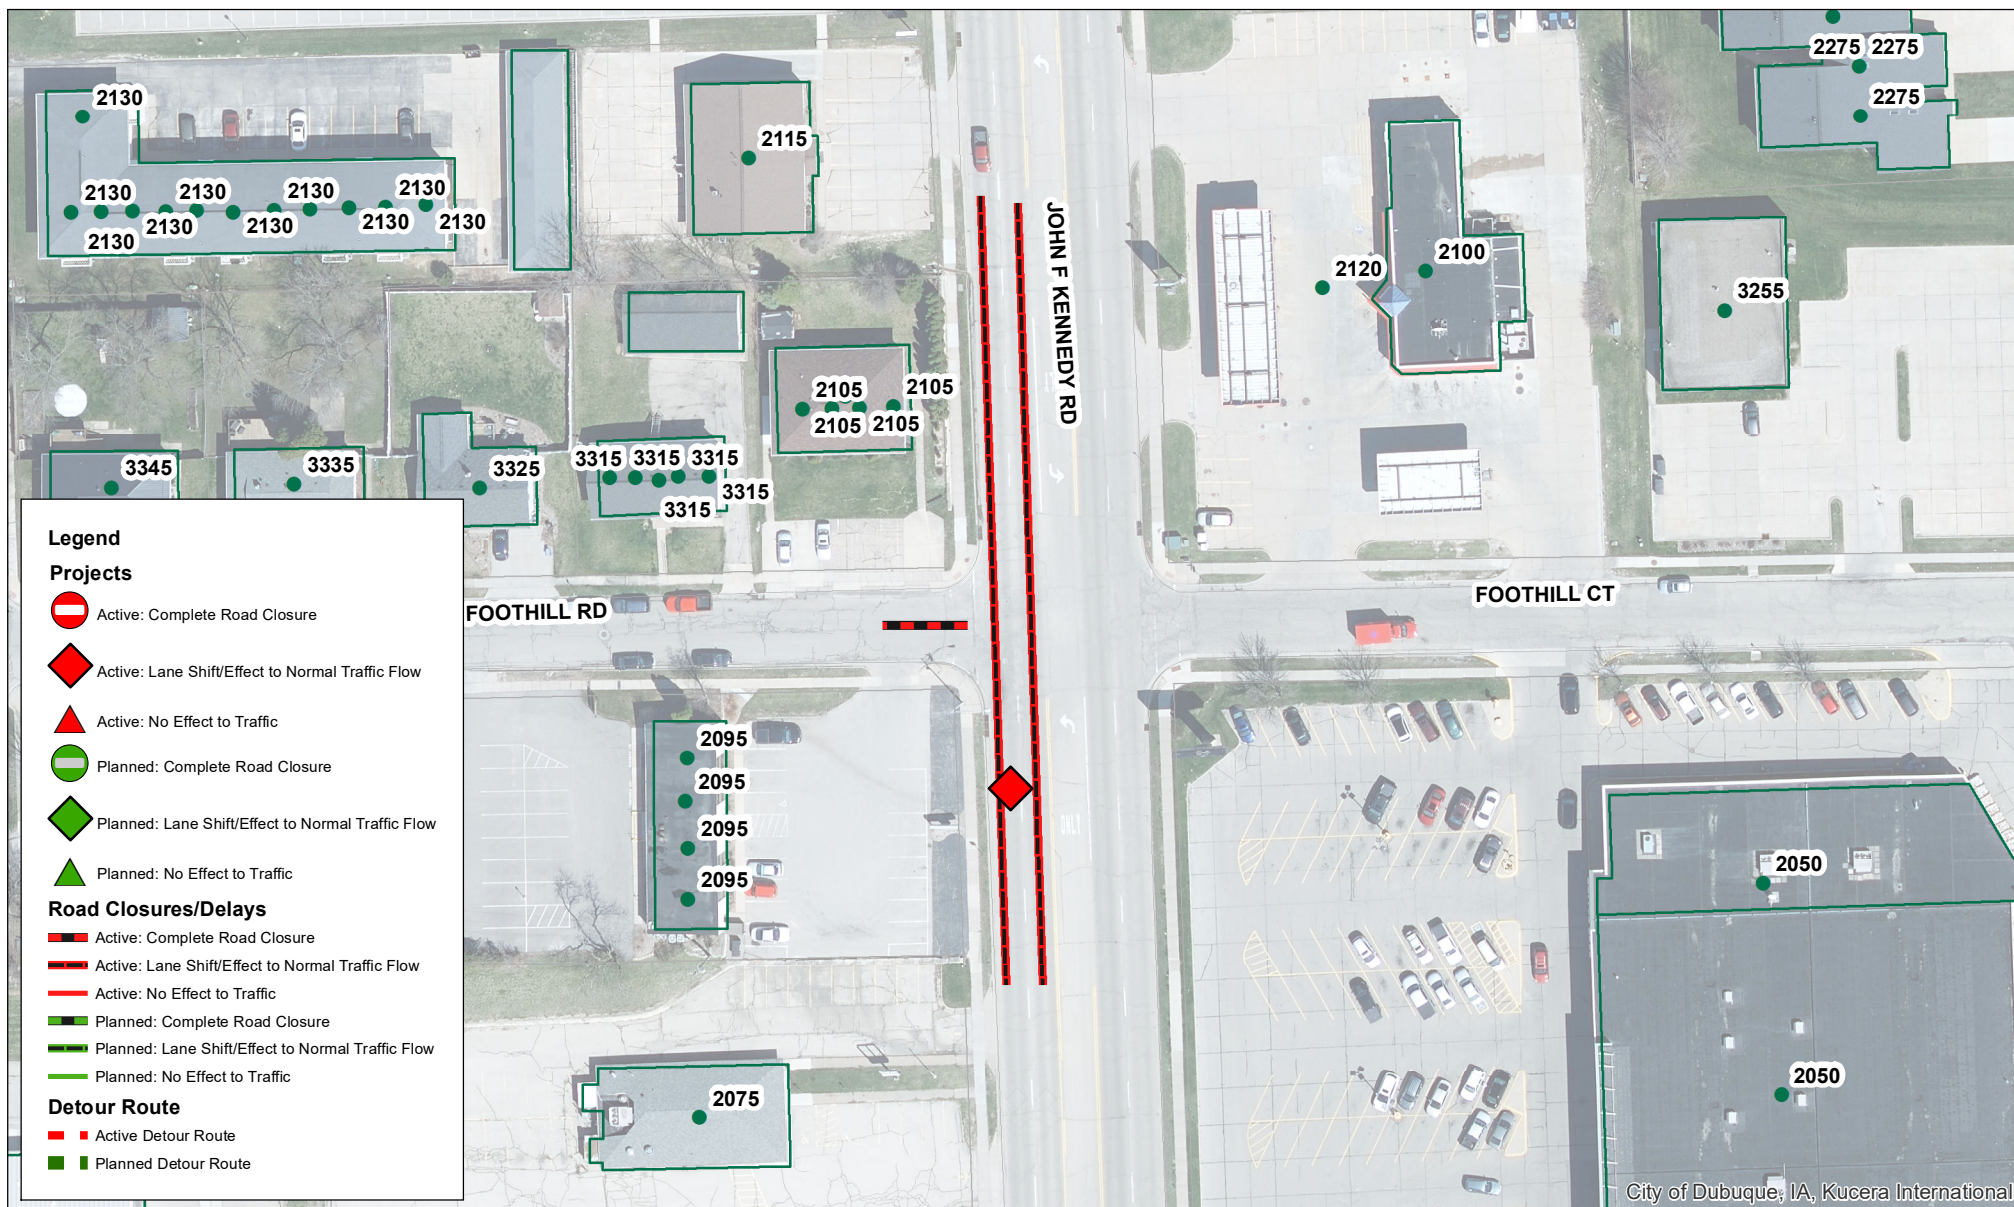 2275 2275
2130
2275
2115
2130
2130
2130
2130
2130
2130
2130
2130
2130
JOHN F KENNEDY RD
2100
2120
3255
2105
2105
2105
2105
3315
3315
3315
3315
3315
3345
3335
3325
FOOTHILL RD
FOOTHILL CT
Legend
Projects
Active: Complete Road Closure
Active: Lane Shift/Effect to Normal Traffic Flow
Active: No Effect to Traffic
Planned: Complete Road Closure
Planned: Lane Shift/Effect to Normal Traffic Flow
Planned: No Effect to Traffic
Road Closures/Delays
Active: Complete Road Closure
Active: Lane Shift/Effect to Normal Traffic Flow
Active: No Effect to Traffic
Planned: Complete Road Closure
Planned: Lane Shift/Effect to Normal Traffic Flow
Planned: No Effect to Traffic
Detour Route
Active Detour Route
Planned Detour Route
2095
2095
2095
2095
ONLY
2050
2050
2075
City of Dubuque, IA, Kucera International